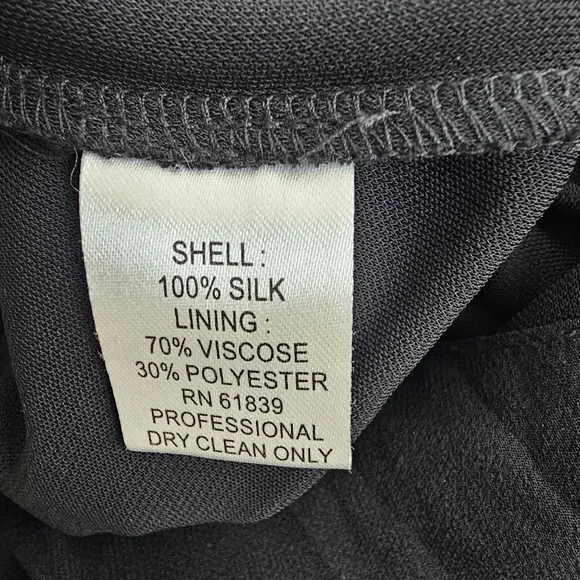 SHELL :
100% SILK
LINING :
70% VISCOSE
30% POLYESTER
RN 61839
PROFESSIONAL
DRY CLEAN ONLY